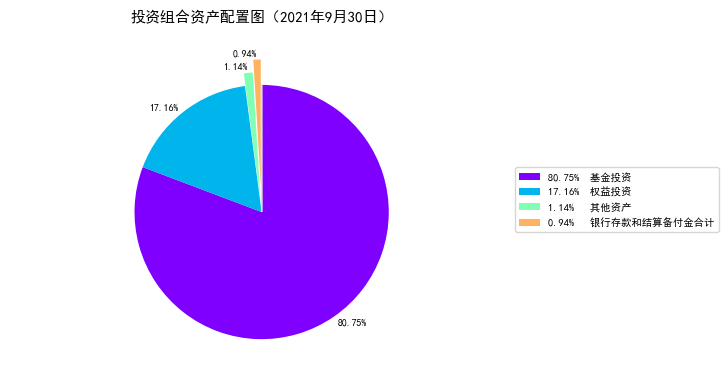 投资组合资产配置图（2021年9月30日）
0.94%
1.14%
17.16%
80.75%
80.75% 基金投资
17.16% 权益投资
1.14% 其他资产
0.94% 银行存款和结算备付金合计